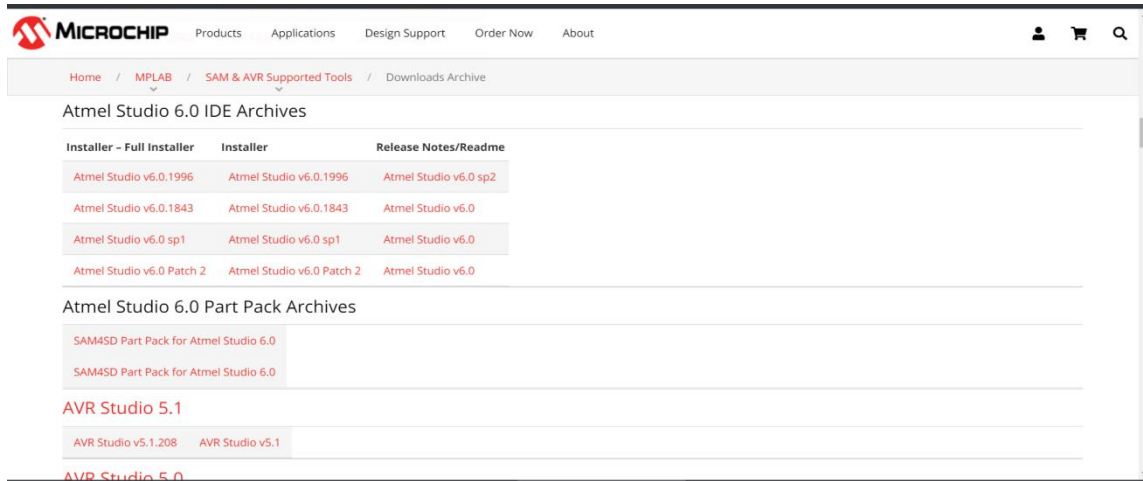 MICROCHIP Products Applications Design Support Order Now About
Home / MPLAB / SAM & AVR Supported Tools / Downloads Archive
Atmel Studio 6.0 IDE Archives
Installer – Full Installer Installer Release Notes/Readme
Atmel Studio v6.0.1996 Atmel Studio v6.0.1996 Atmel Studio v6.0 sp2
Atmel Studio v6.0.1843 Atmel Studio v6.0.1843 Atmel Studio v6.0
Atmel Studio v6.0 sp1 Atmel Studio v6.0 sp1 Atmel Studio v6.0
Atmel Studio v6.0 Patch 2 Atmel Studio v6.0 Patch 2 Atmel Studio v6.0
Atmel Studio 6.0 Part Pack Archives
SAM4SD Part Pack for Atmel Studio 6.0
SAM4SD Part Pack for Atmel Studio 6.0
AVR Studio 5.1
AVR Studio v5.1.208 AVR Studio v5.1
AVR Studio 5.0